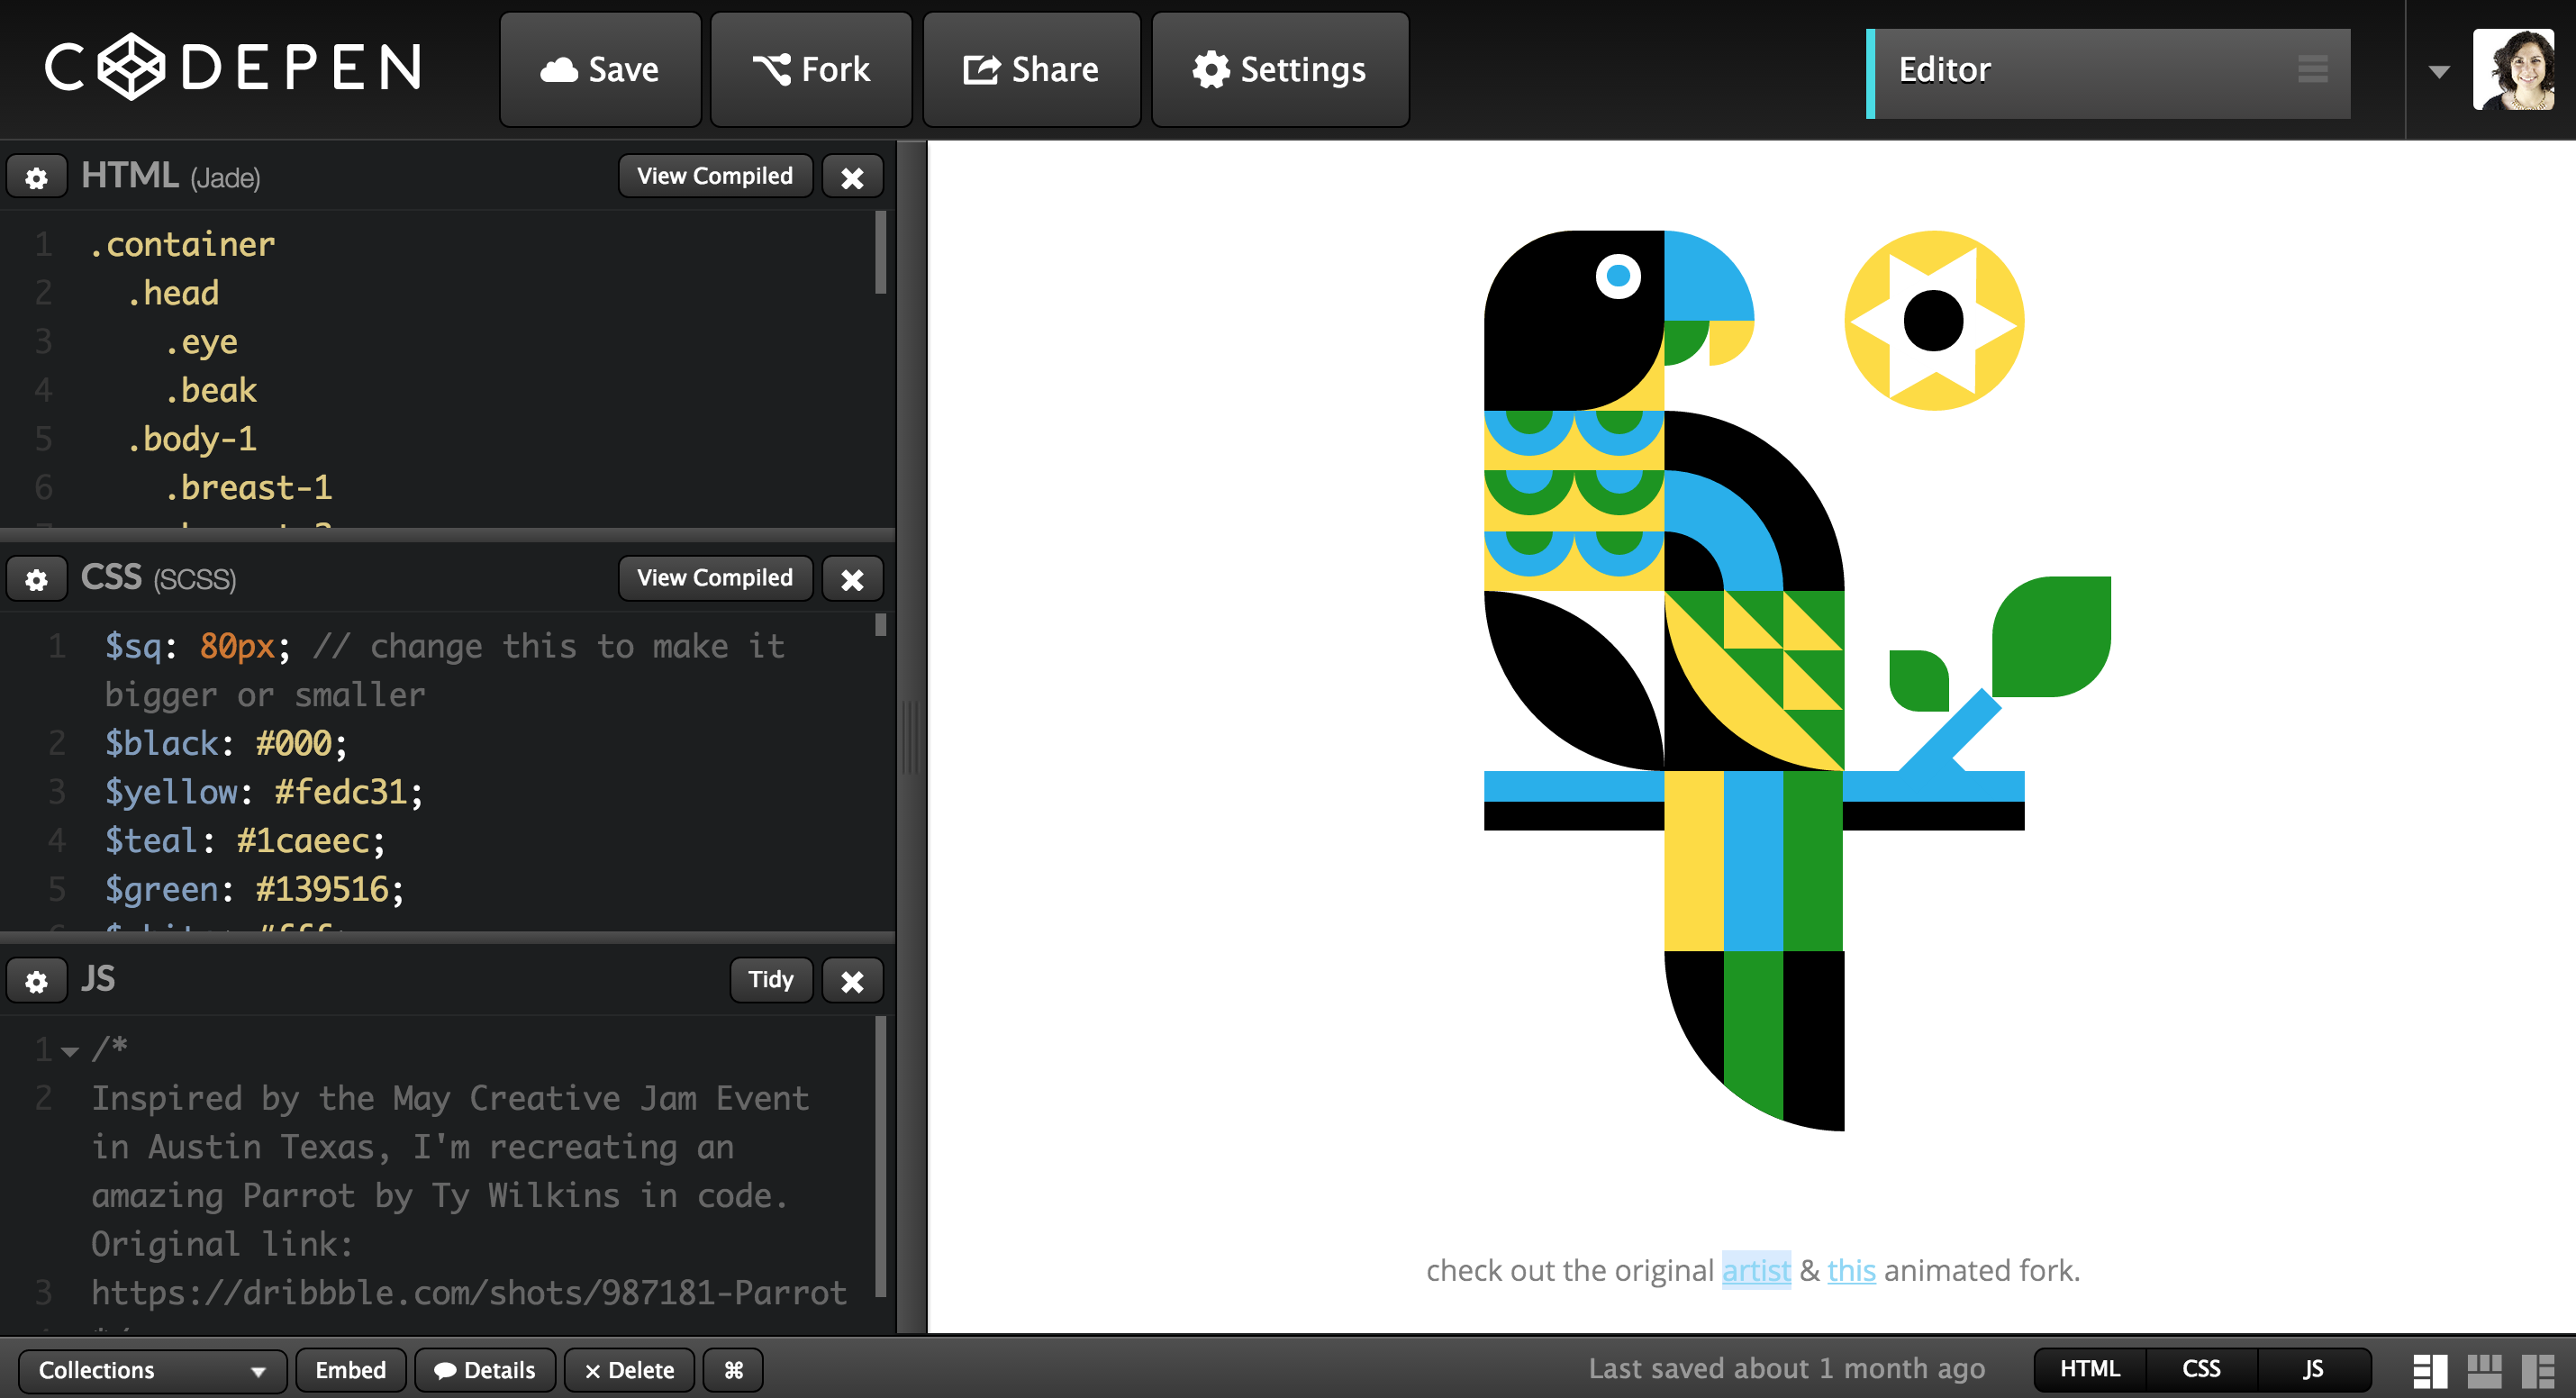 CODEPEN
Save
Fork
Share
Settings
Editor
HTML (Jade)
View Compiled
1 .container
2 .head
3 .eye
4 .beak
5 .body-1
6 .breast-1
CSS (SCSS)
View Compiled
1 $sq: 80px; // change this to make it
bigger or smaller
2 $black: #000;
3 $yellow: #fedc31;
4 $teal: #1caeec;
5 $green: #139516;
JS
Tidy
1 /*
2 Inspired by the May Creative Jam Event
in Austin Texas, I'm recreating an
amazing Parrot by Ty Wilkins in code.
Original link:
3 https://dribbble.com/shots/987181-Parrot
check out the original artist & this animated fork.
Collections
Embed
Details
× Delete
⌘
Last saved about 1 month ago
HTML
CSS
JS